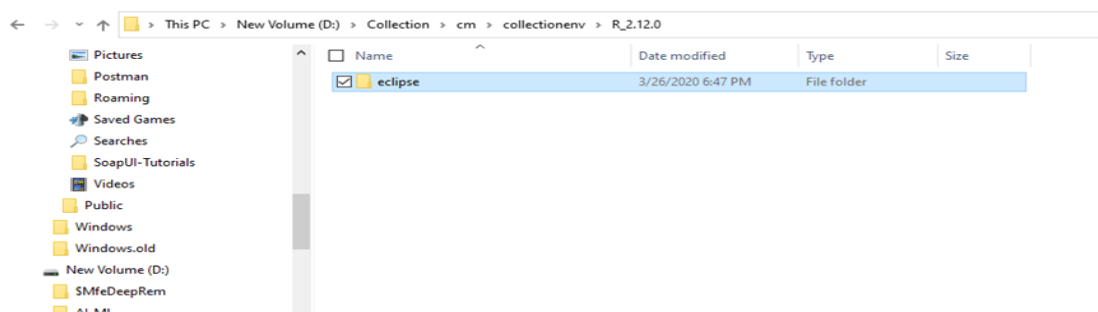 This PC > New Volume (D:) > Collection > cm > collectionenv > R_2.12.0
Pictures
Postman
Roaming
Saved Games
Searches
SoapUI-Tutorials
Videos
Public
Windows
Windows.old
New Volume (D:)
$MfeDeepRem
Name Date modified Type Size
eclipse 3/26/2020 6:47 PM File folder